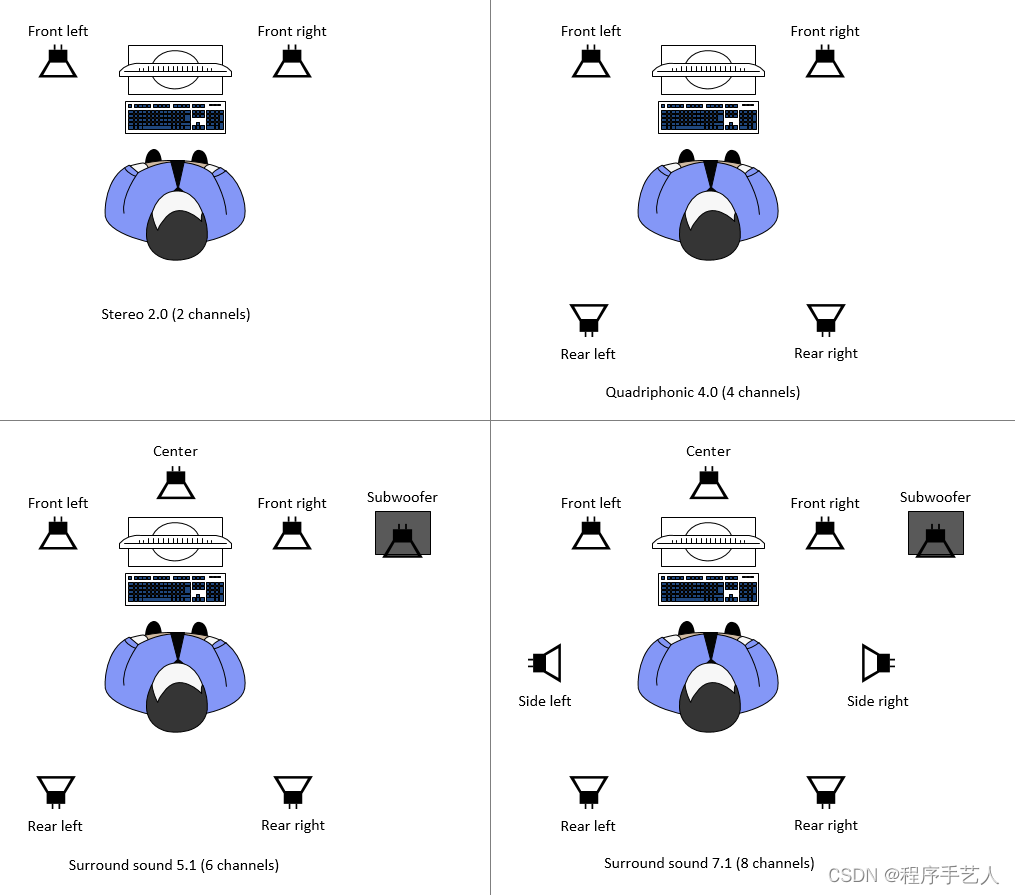 Front left
Front right
Stereo 2.0 (2 channels)
Front left
Front right
Rear left
Rear right
Quadriphonic 4.0 (4 channels)
Center
Front left
Front right
Subwoofer
Rear left
Rear right
Surround sound 5.1 (6 channels)
Center
Front left
Front right
Subwoofer
Side left
Side right
Rear left
Rear right
Surround sound 7.1 (8 channels)
CSDN @程序手艺人